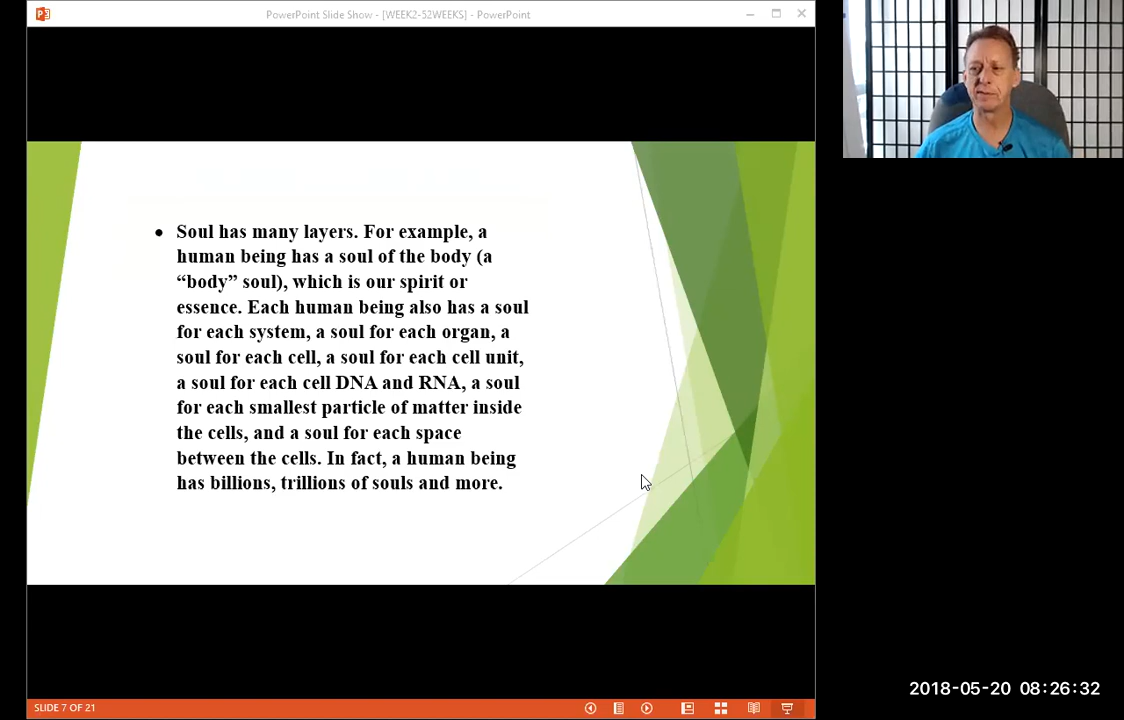 PowerPoint Slide Show - [WEEK2-52WEEKS] - PowerPoint
• Soul has many layers. For example, a
human being has a soul of the body (a
“body” soul), which is our spirit or
essence. Each human being also has a soul
for each system, a soul for each organ, a
soul for each cell, a soul for each cell unit,
a soul for each cell DNA and RNA, a soul
for each smallest particle of matter inside
the cells, and a soul for each space
between the cells. In fact, a human being
has billions, trillions of souls and more.
2018-05-20 08:26:32
SLIDE 7 OF 21